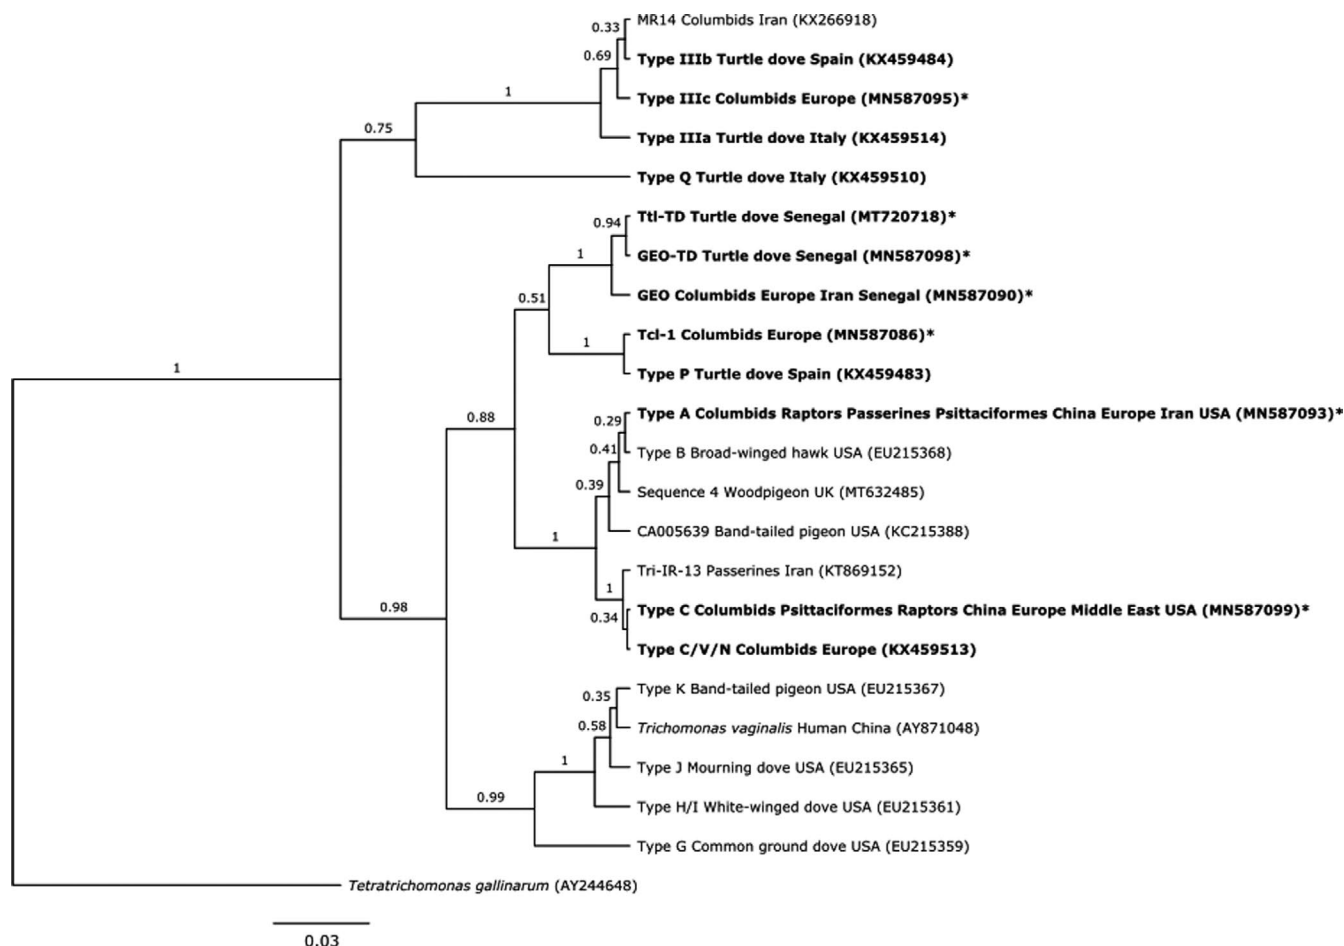 MR14 Columbids Iran (KX266918)
0.33
0.69
Type IIIb Turtle dove Spain (KX459484)
1
Type IIIc Columbids Europe (MN587095)*
0.75
Type IIIa Turtle dove Italy (KX459514)
Type Q Turtle dove Italy (KX459510)
0.94
Ttl-TD Turtle dove Senegal (MT720718)*
1
GEO-TD Turtle dove Senegal (MN587098)*
0.51
GEO Columbids Europe Iran Senegal (MN587090)*
1
Tcl-1 Columbids Europe (MN587086)*
1
Type P Turtle dove Spain (KX459483)
0.88
0.29
Type A Columbids Raptors Passerines Psittaciformes China Europe Iran USA (MN587093)*
0.41
Type B Broad-winged hawk USA (EU215368)
0.39
Sequence 4 Woodpigeon UK (MT632485)
1
CA005639 Band-tailed pigeon USA (KC215388)
1
Tri-IR-13 Passerines Iran (KT869152)
0.98
0.34
Type C Columbids Psittaciformes Raptors China Europe Middle East USA (MN587099)*
Type C/V/N Columbids Europe (KX459513)
0.35
Type K Band-tailed pigeon USA (EU215367)
0.58
Trichomonas vaginalis Human China (AY871048)
1
Type J Mourning dove USA (EU215365)
0.99
Type H/I White-winged dove USA (EU215361)
Type G Common ground dove USA (EU215359)
Tetratrichomonas gallinarum (AY244648)
0.03